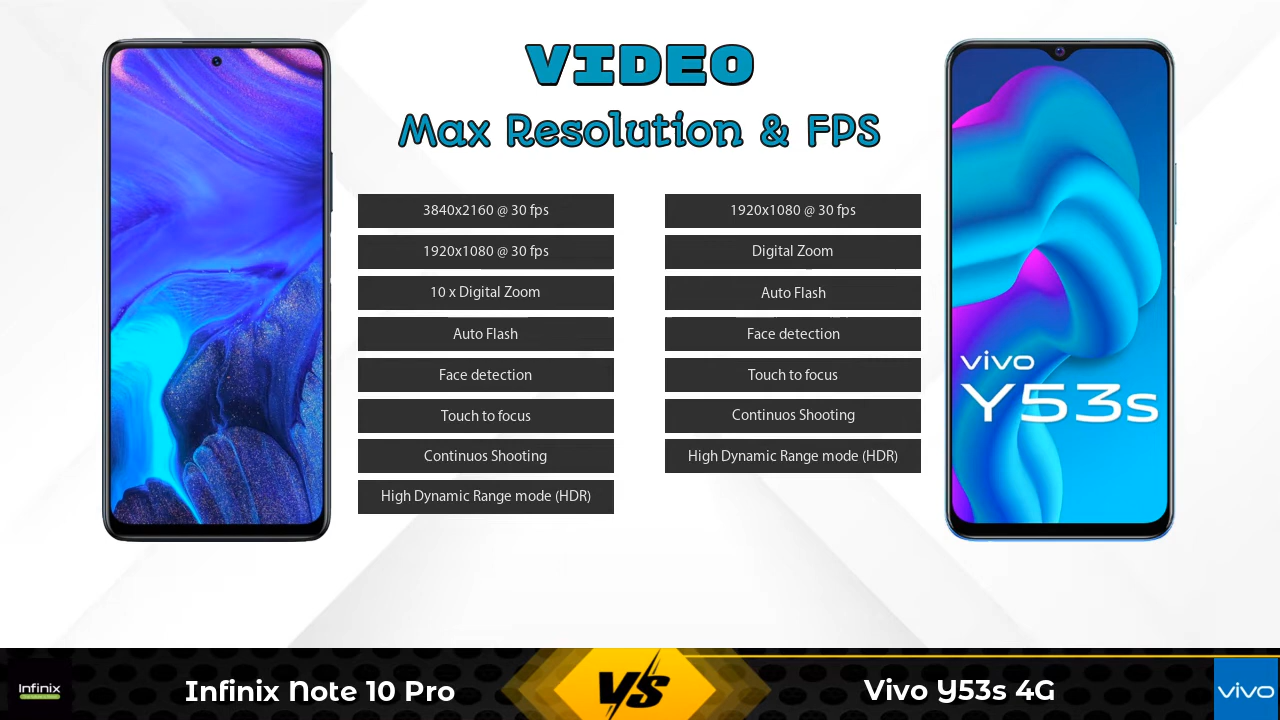 VIDEO
Max Resolution & FPS
3840x2160 @ 30 fps
1920x1080 @ 30 fps
10 x Digital Zoom
Auto Flash
Face detection
Touch to focus
Continuos Shooting
High Dynamic Range mode (HDR)
1920x1080 @ 30 fps
Digital Zoom
Auto Flash
Face detection
Touch to focus
Continuos Shooting
High Dynamic Range mode (HDR)
vivo
Y53s
Infinix
Infinix Note 10 Pro
VS
Vivo Y53s 4G
vivo